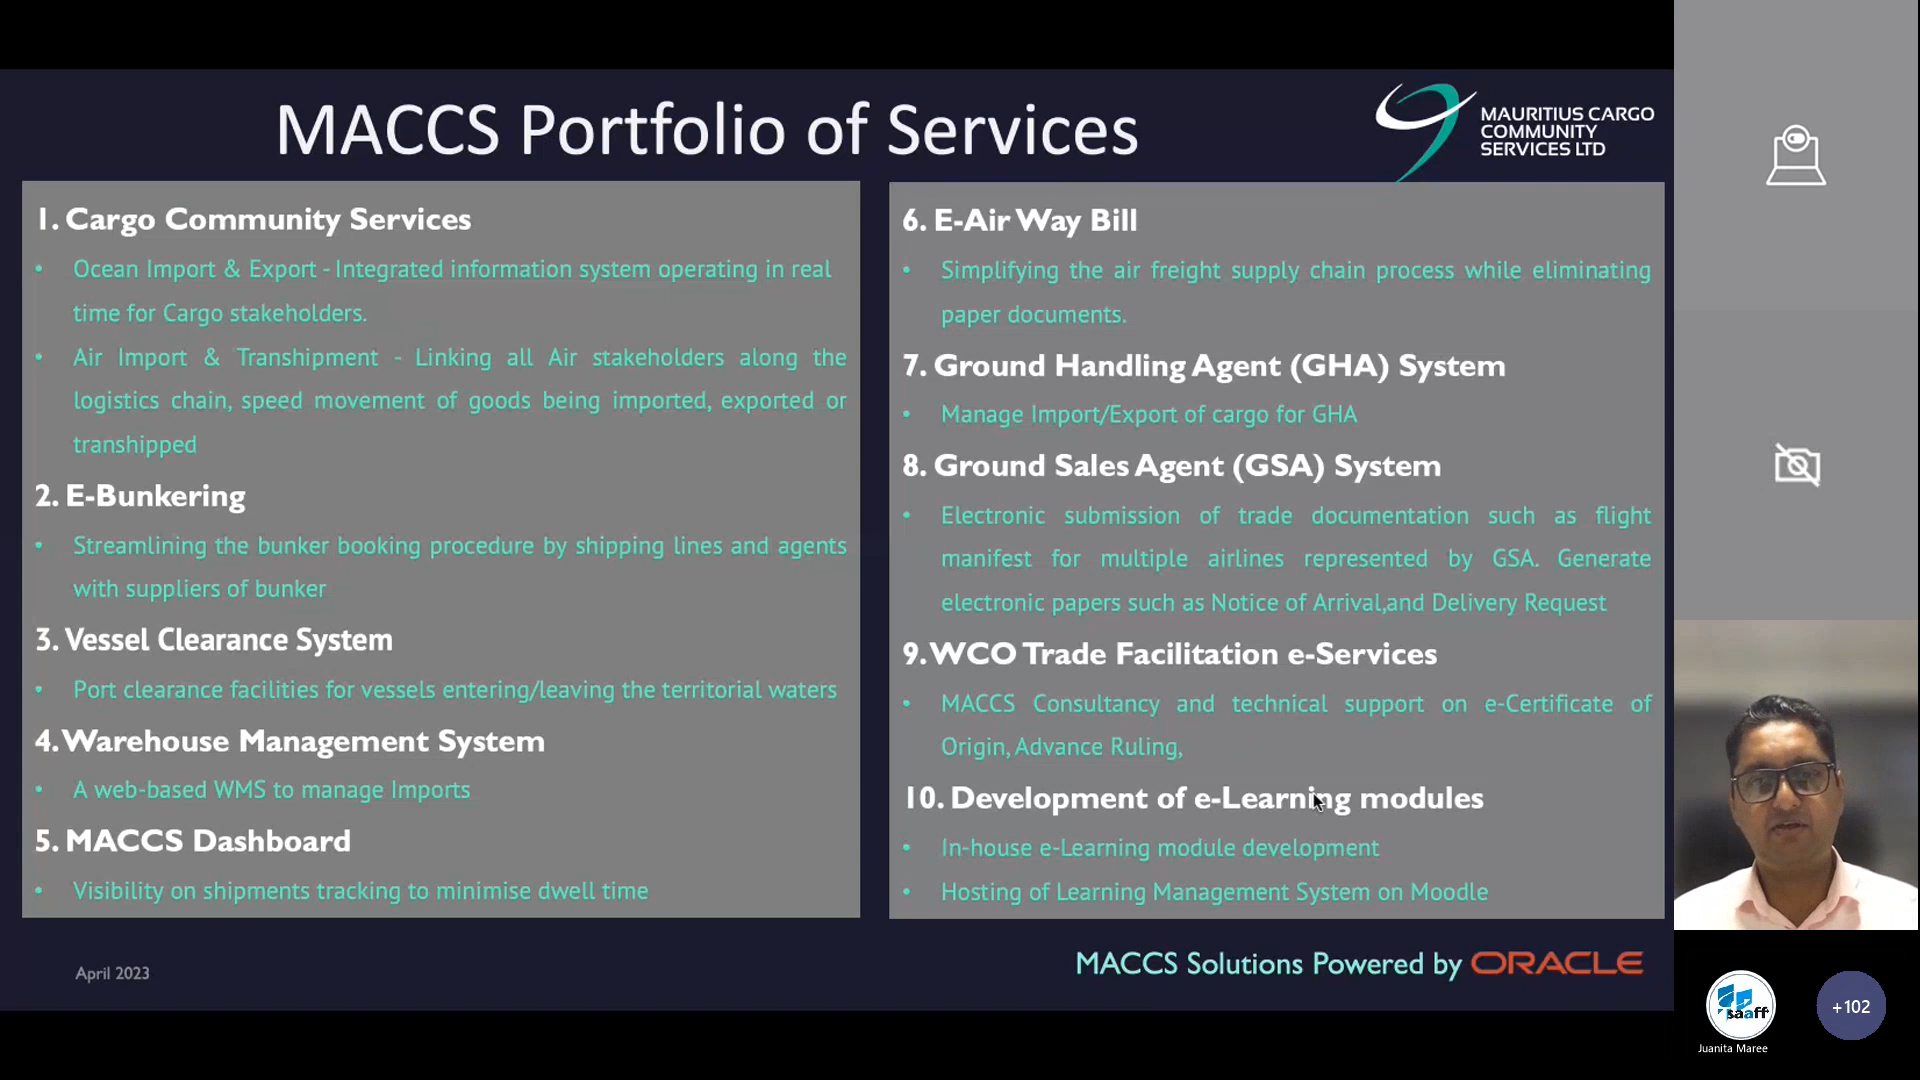 MACCS Portfolio of Services
MAURITIUS CARGO
COMMUNITY
SERVICES LTD
1. Cargo Community Services
• Ocean Import & Export - Integrated information system operating in real
time for Cargo stakeholders.
• Air Import & Transhipment - Linking all Air stakeholders along the
logistics chain, speed movement of goods being imported, exported or
transhipped
2. E-Bunkering
• Streamlining the bunker booking procedure by shipping lines and agents
with suppliers of bunker
3. Vessel Clearance System
• Port clearance facilities for vessels entering/leaving the territorial waters
4. Warehouse Management System
• A web-based WMS to manage Imports
5. MACCS Dashboard
• Visibility on shipments tracking to minimise dwell time
6. E-Air Way Bill
• Simplifying the air freight supply chain process while eliminating
paper documents.
7. Ground Handling Agent (GHA) System
• Manage Import/Export of cargo for GHA
8. Ground Sales Agent (GSA) System
• Electronic submission of trade documentation such as flight
manifest for multiple airlines represented by GSA. Generate
electronic papers such as Notice of Arrival,and Delivery Request
9. WCO Trade Facilitation e-Services
• MACCS Consultancy and technical support on e-Certificate of
Origin, Advance Ruling,
10. Development of e-Learning modules
• In-house e-Learning module development
• Hosting of Learning Management System on Moodle
April 2023
MACCS Solutions Powered by ORACLE
saaff
Juanita Maree
+102